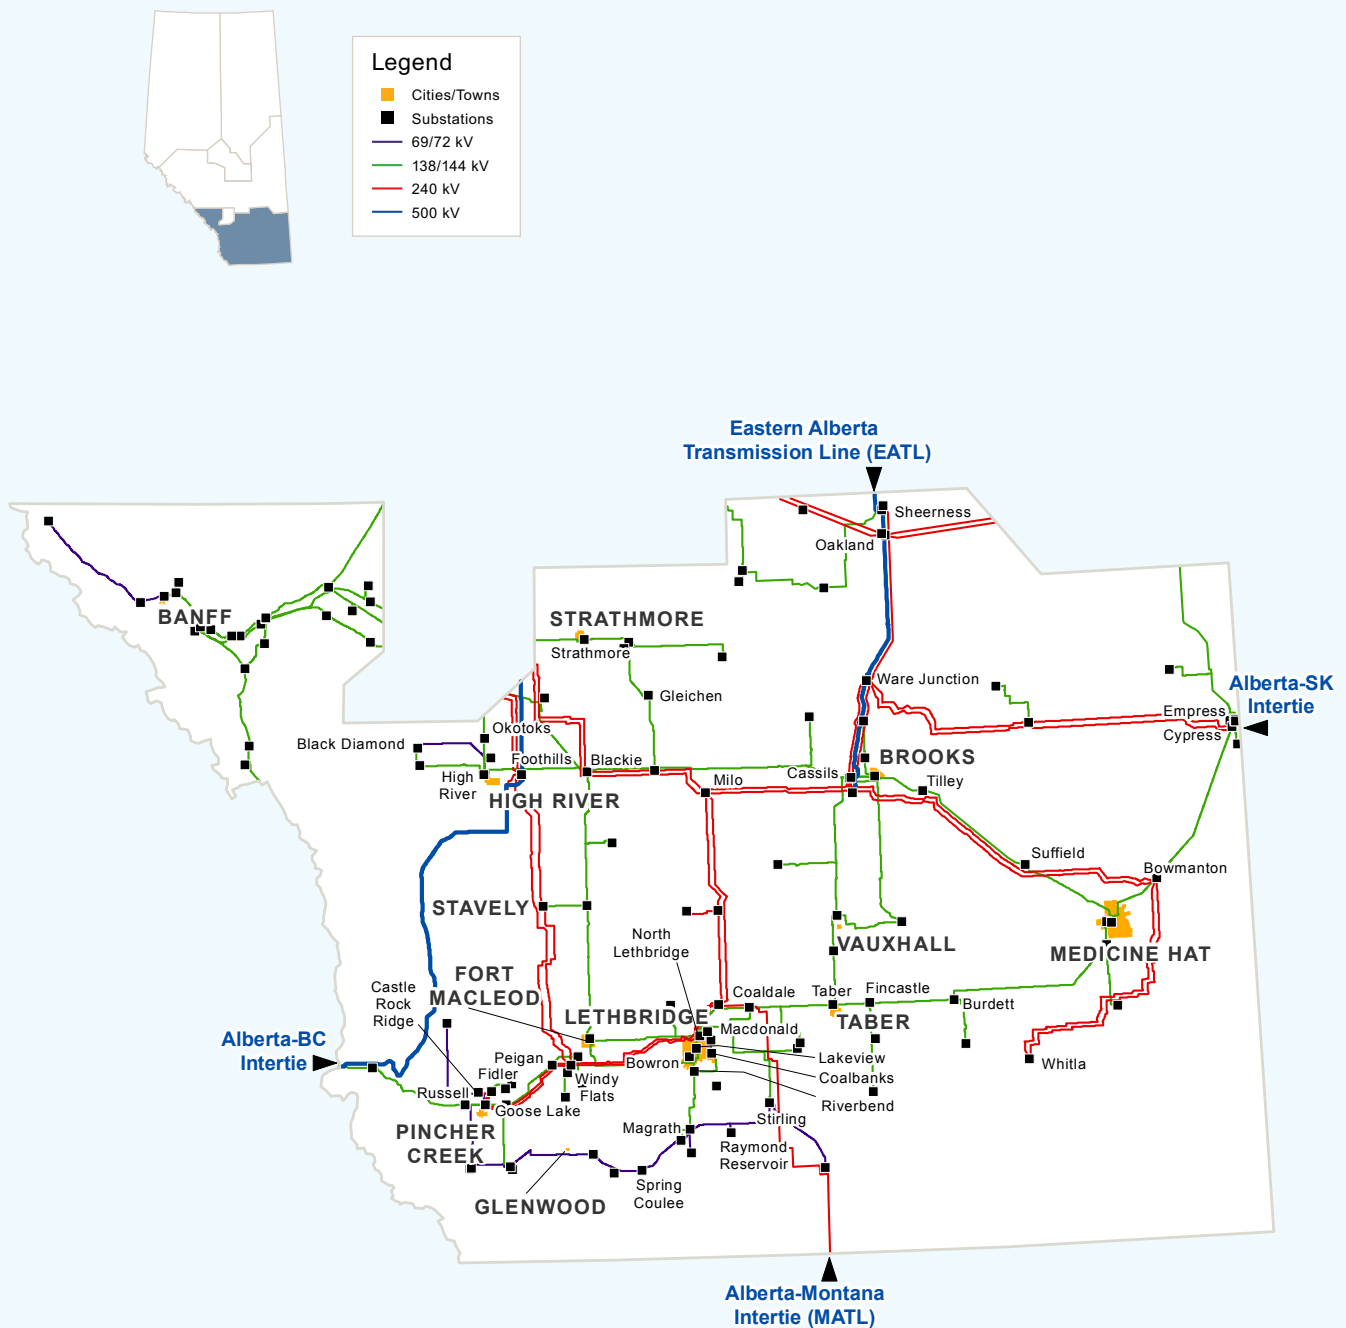 Legend
Cities/Towns
Substations
69/72 kV
138/144 kV
240 kV
500 kV
Eastern Alberta
Transmission Line (EATL)
Sheerness
Oakland
BANFF
STRATHMORE
Strathmore
Ware Junction
Alberta-SK
Intertie
Gleichen
Empress
Cypress
Okotoks
Black Diamond
Foothills
Blackie
BROOKS
High
River
Milo
Cassils
Tilley
HIGH RIVER
Suffield
Bowmanton
STAVELY
North
Lethbridge
VAUXHALL
MEDICINE HAT
FORT
MACLEOD
Castle
Rock
Ridge
Coaldale
Taber
Fincastle
Burdett
LETHBRIDGE
TABER
Macdonald
Alberta-BC
Intertie
Peigan
Bowron
Lakeview
Whitla
Fidler
Windy
Flats
Coalbanks
Russell
Goose Lake
Riverbend
PINCHER
CREEK
Magrath
Stirling
Raymond
Reservoir
Spring
Coulee
GLENWOOD
Alberta-Montana
Intertie (MATL)